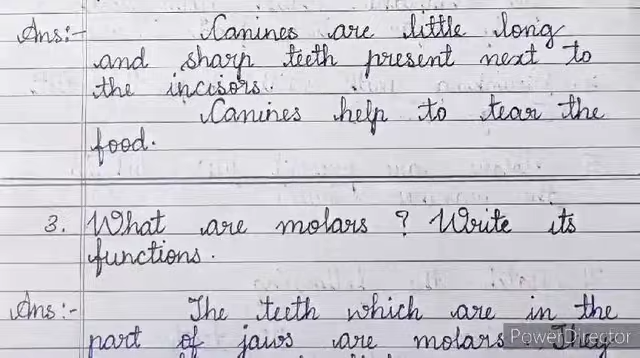 Ans:- Canines are little long
and sharp teeth present next to
the incisors.
Canines help to tear the
food.
3. What are molars ? Write its
functions.
Ans:- The teeth which are in the
part of jaws are molars. They
PowerDirector